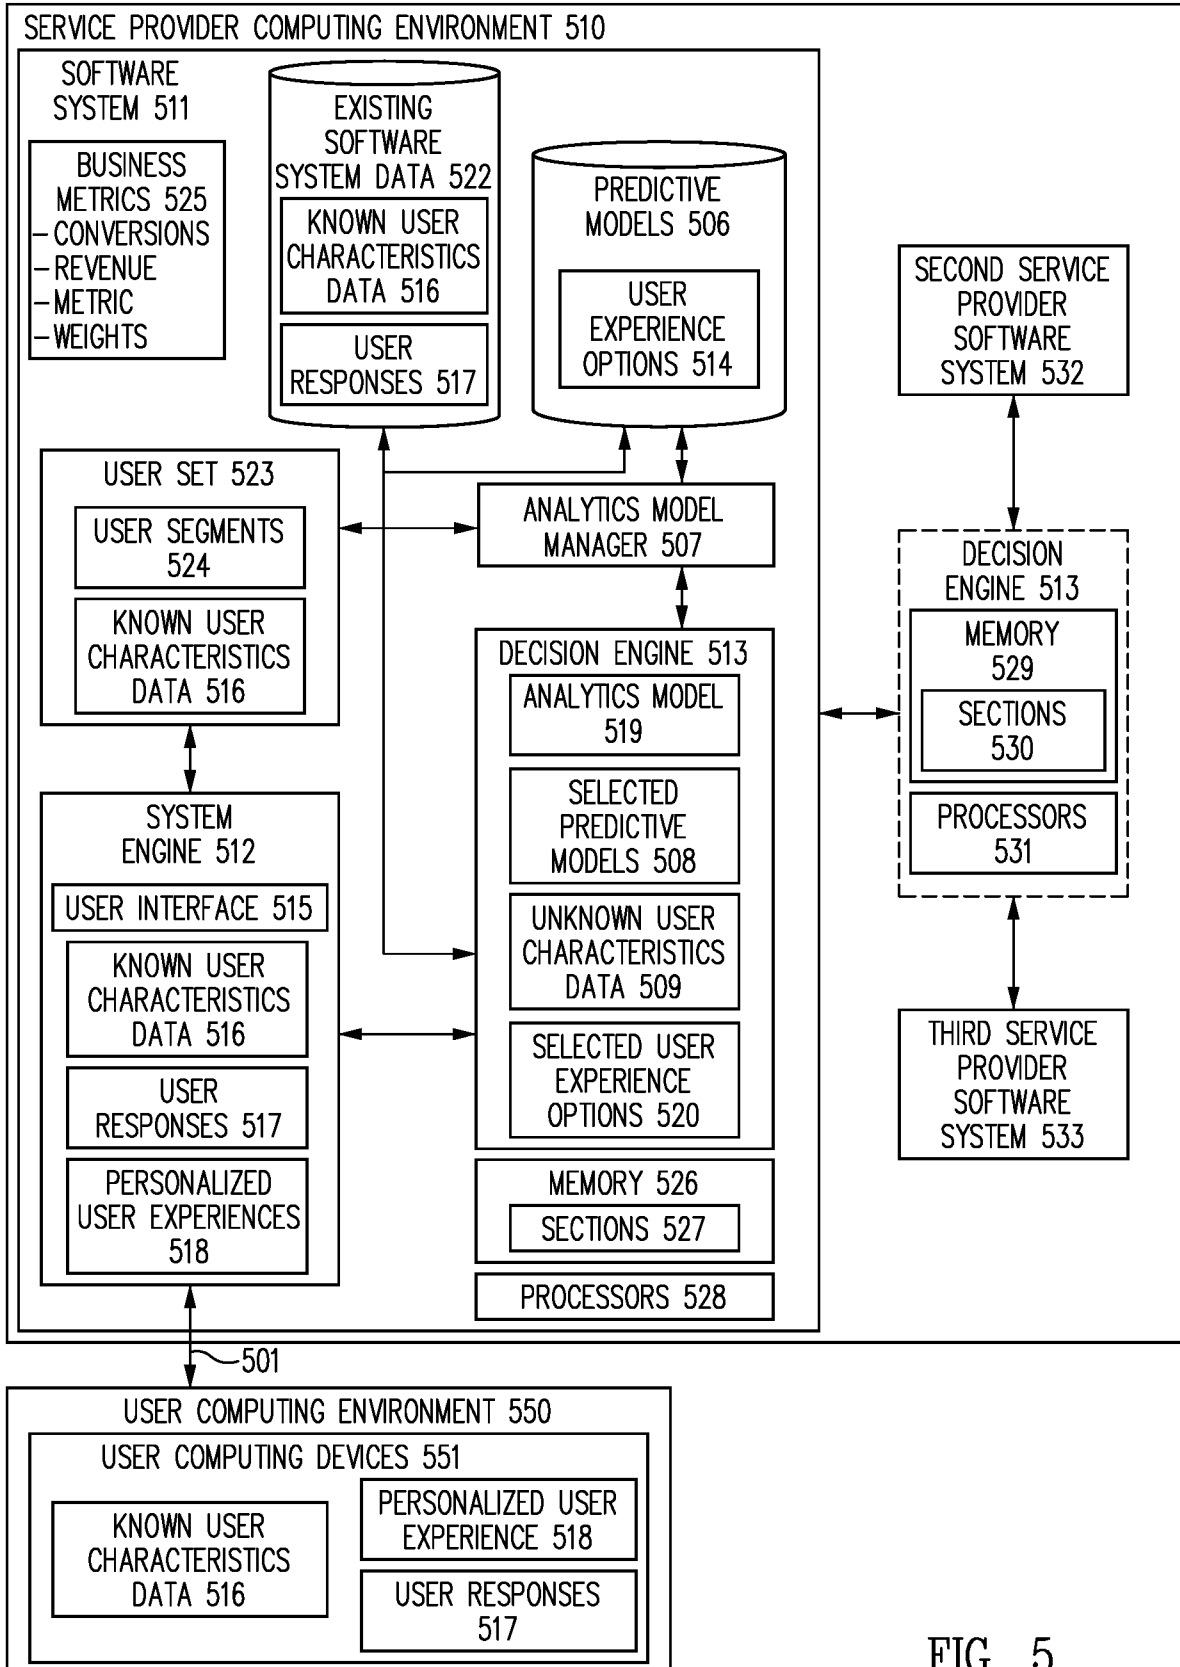 SERVICE PROVIDER COMPUTING ENVIRONMENT 510
SOFTWARE
SYSTEM 511
BUSINESS
METRICS 525
– CONVERSIONS
– REVENUE
– METRIC
– WEIGHTS
EXISTING
SOFTWARE
SYSTEM DATA 522
KNOWN USER
CHARACTERISTICS
DATA 516
USER
RESPONSES 517
PREDICTIVE
MODELS 506
USER
EXPERIENCE
OPTIONS 514
USER SET 523
USER SEGMENTS
524
KNOWN USER
CHARACTERISTICS
DATA 516
ANALYTICS MODEL
MANAGER 507
SYSTEM
ENGINE 512
USER INTERFACE 515
KNOWN USER
CHARACTERISTICS
DATA 516
USER
RESPONSES 517
PERSONALIZED
USER EXPERIENCES
518
DECISION ENGINE 513
ANALYTICS MODEL
519
SELECTED
PREDICTIVE
MODELS 508
UNKNOWN USER
CHARACTERISTICS
DATA 509
SELECTED USER
EXPERIENCE
OPTIONS 520
MEMORY 526
SECTIONS 527
PROCESSORS 528
SECOND SERVICE
PROVIDER
SOFTWARE
SYSTEM 532
DECISION
ENGINE 513
MEMORY
529
SECTIONS
530
PROCESSORS
531
THIRD SERVICE
PROVIDER
SOFTWARE
SYSTEM 533
501
USER COMPUTING ENVIRONMENT 550
USER COMPUTING DEVICES 551
KNOWN USER
CHARACTERISTICS
DATA 516
PERSONALIZED USER
EXPERIENCE 518
USER RESPONSES
517
FIG. 5